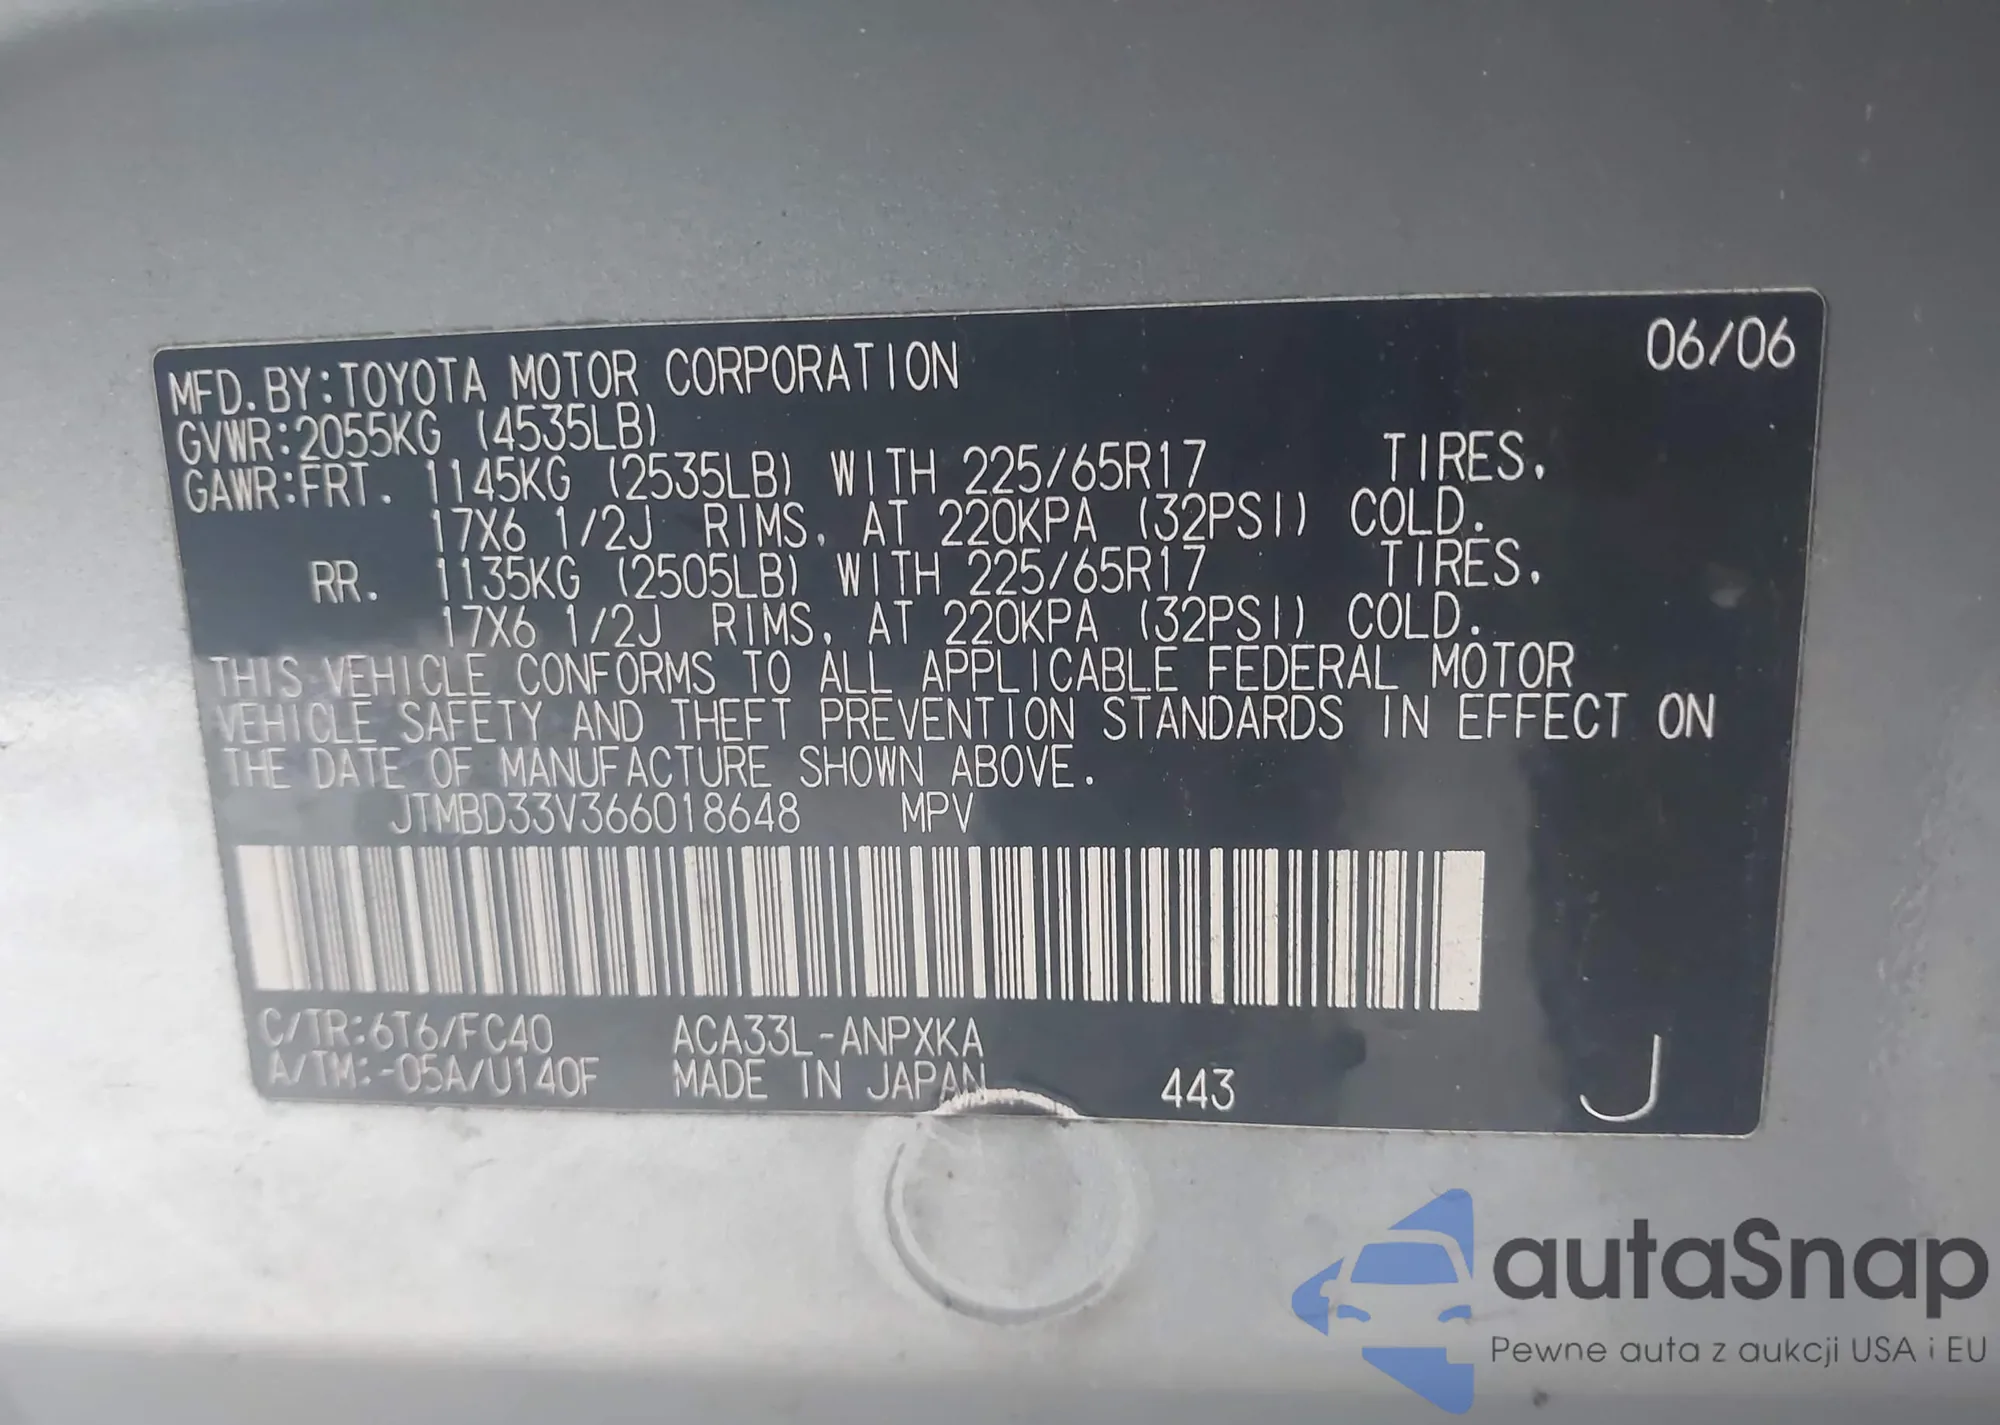 06/06
MFD.BY:TOYOTA MOTOR CORPORATION
GVWR:2055KG (4535LB)
GAWR:FRT. 1145KG (2535LB) WITH 225/65R17 TIRES.
17X6 1/2J RIMS, AT 220KPA (32PSI) COLD.
RR. 1135KG (2505LB) WITH 225/65R17 TIRES.
17X6 1/2J RIMS, AT 220KPA (32PSI) COLD.
THIS VEHICLE CONFORMS TO ALL APPLICABLE FEDERAL MOTOR
VEHICLE SAFETY AND THEFT PREVENTION STANDARDS IN EFFECT ON
THE DATE OF MANUFACTURE SHOWN ABOVE.
JTMBD33V366018648 MPV
C/TR:6T6/FC40 ACA33L-ANPXKA
A/TM:-05A/U140F MADE IN JAPAN 443 J
autaSnap
Pewne auta z aukcji USA i EU